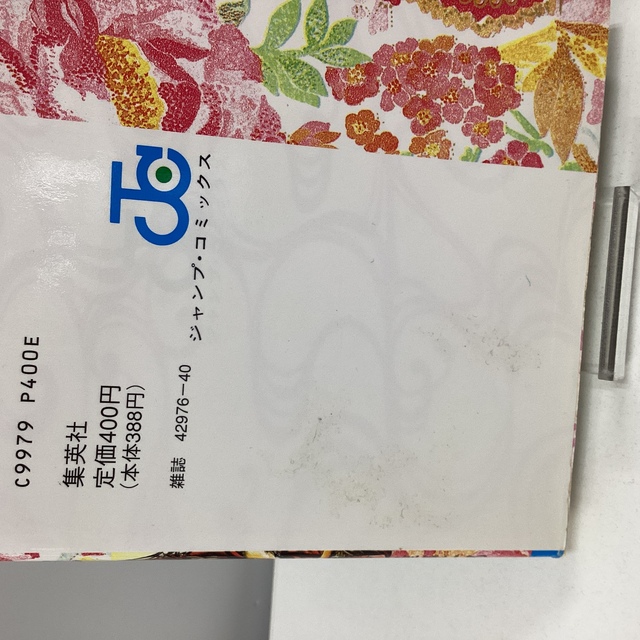 C9979 P400E
集英社
定価400円
(本体388円)
雑誌 42976-40
JC
ジャンプ・コミックス